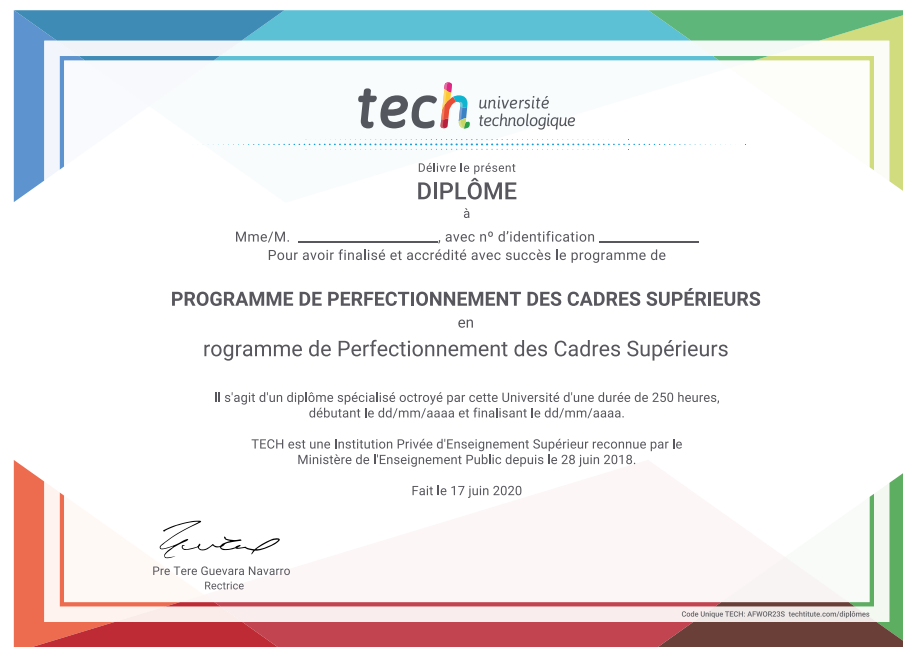 tech université
technologique
Délivre le présent
DIPLÔME
à
Mme/M. ____________________, avec nº d'identification ______________
Pour avoir finalisé et accrédité avec succès le programme de
PROGRAMME DE PERFECTIONNEMENT DES CADRES SUPÉRIEURS
en
rogramme de Perfectionnement des Cadres Supérieurs
Il s'agit d'un diplôme spécialisé octroyé par cette Université d'une durée de 250 heures,
débutant le dd/mm/aaaa et finalisant le dd/mm/aaaa.
TECH est une Institution Privée d'Enseignement Supérieur reconnue par le
Ministère de l'Enseignement Public depuis le 28 juin 2018.
Fait le 17 juin 2020
Pre Tere Guevara Navarro
Rectrice
Code Unique TECH: AFWOR23S techtitute.com/diplômes